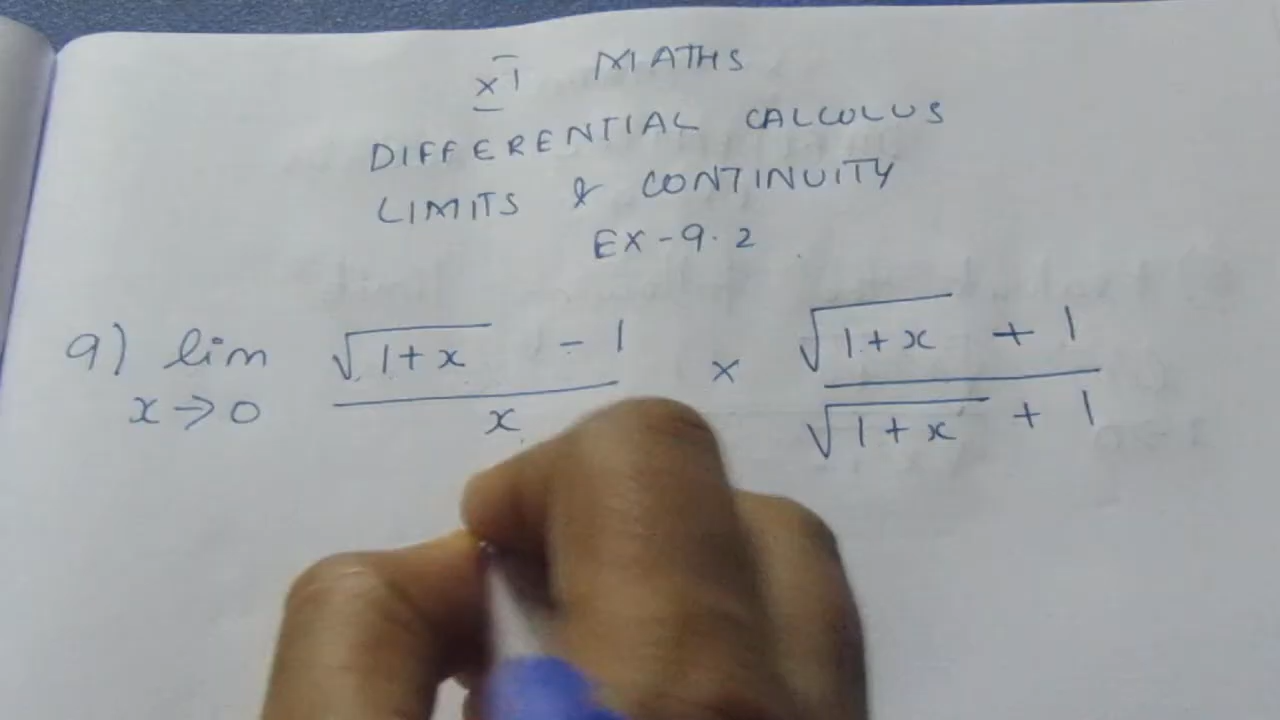 XI MATHS
DIFFERENTIAL CALCULUS
LIMITS & CONTINUITY
EX-9.2
9) lim x→0 (√(1+x) - 1)/x × (√(1+x) + 1)/(√(1+x) + 1)